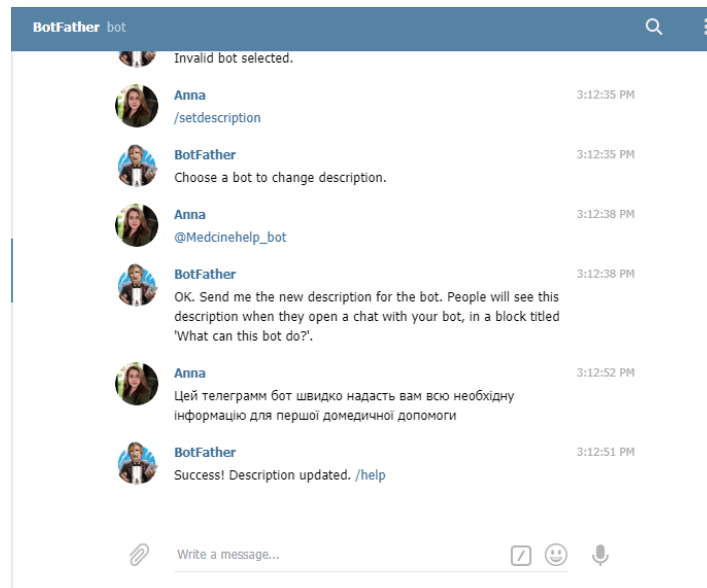 BotFather bot
Invalid bot selected.
Anna 3:12:35 PM
/setdescription
BotFather 3:12:35 PM
Choose a bot to change description.
Anna 3:12:38 PM
@Medcinehelp_bot
BotFather 3:12:38 PM
OK. Send me the new description for the bot. People will see this
description when they open a chat with your bot, in a block titled
'What can this bot do?'.
Anna 3:12:52 PM
Цей телеграмм бот швидко надасть вам всю необхідну
інформацію для першої домедичної допомоги
BotFather 3:12:51 PM
Success! Description updated. /help
Write a message...